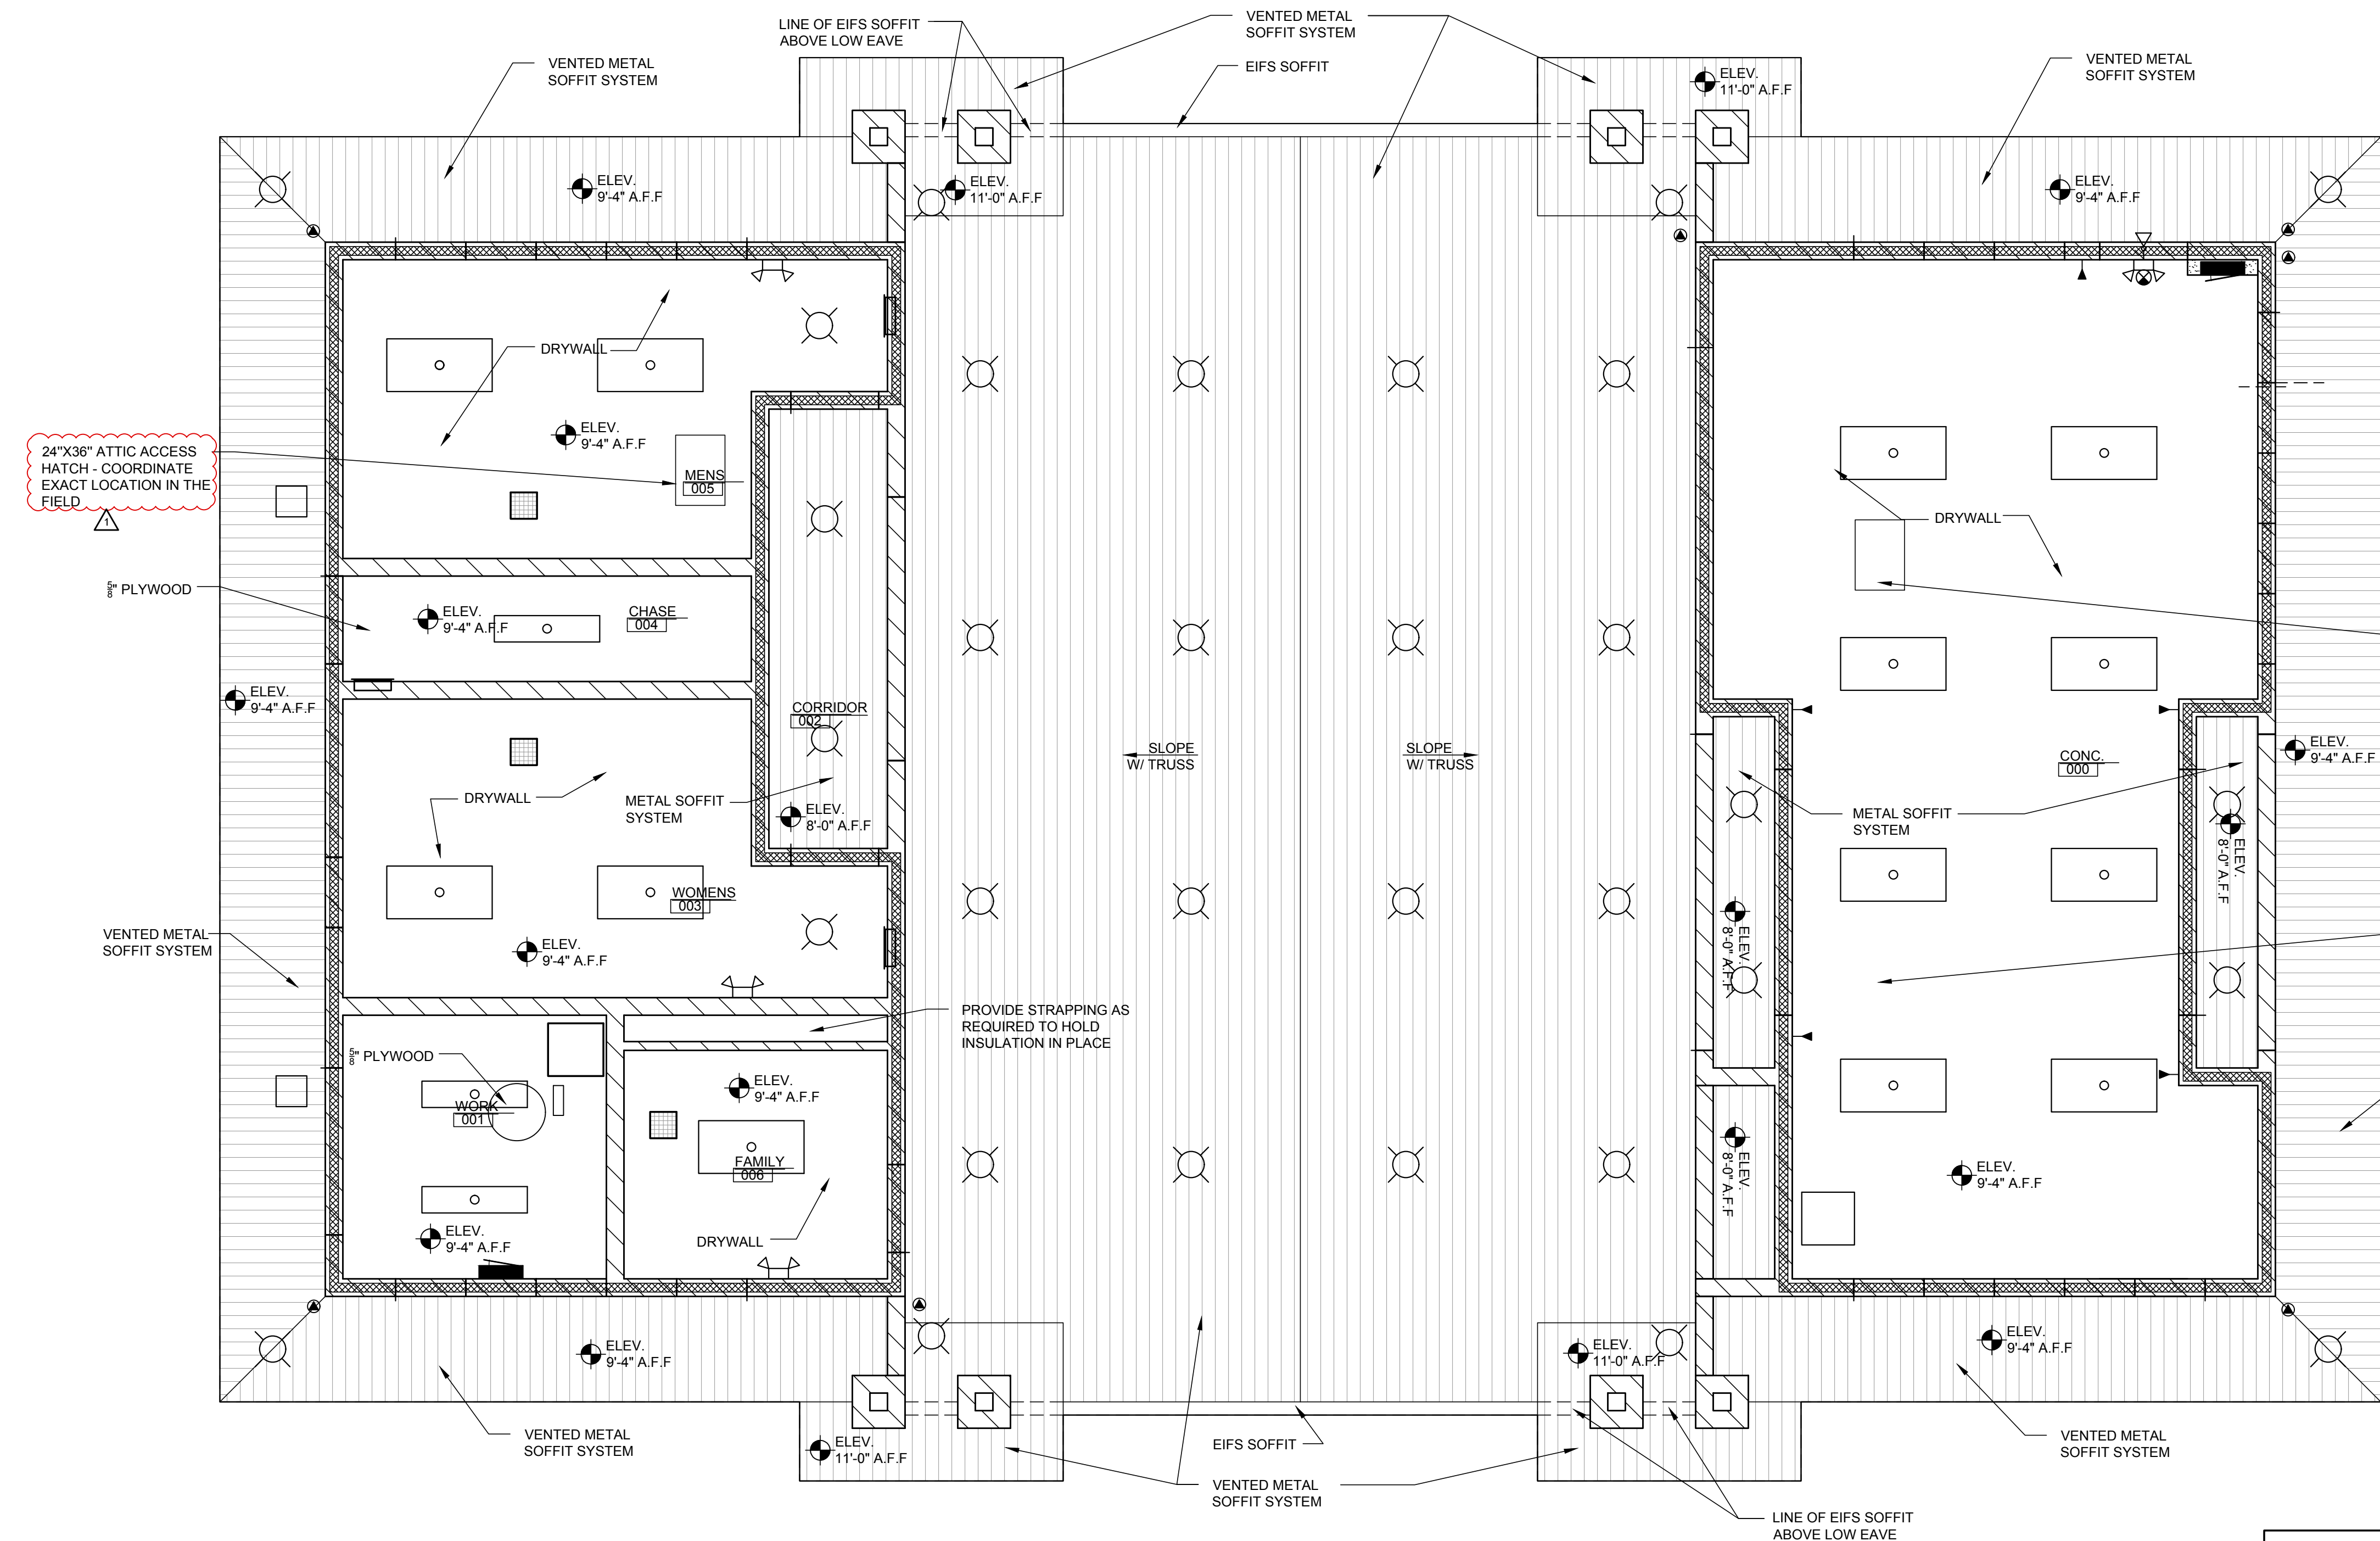 LINE OF EIFS SOFFIT
ABOVE LOW EAVE
VENTED METAL
SOFFIT SYSTEM
EIFS SOFFIT
VENTED METAL
SOFFIT SYSTEM
VENTED METAL
SOFFIT SYSTEM
ELEV.
11'-0" A.F.F
ELEV.
9'-4" A.F.F
ELEV.
11'-0" A.F.F
ELEV.
9'-4" A.F.F
DRYWALL
ELEV.
9'-4" A.F.F
24"X36" ATTIC ACCESS
HATCH - COORDINATE
EXACT LOCATION IN THE
FIELD
1
MENS
005
DRYWALL
5/8" PLYWOOD
ELEV.
9'-4" A.F.F
CHASE
004
ELEV.
9'-4" A.F.F
CORRIDOR
002
SLOPE
W/ TRUSS
SLOPE
W/ TRUSS
CONC.
000
ELEV.
9'-4" A.F.F
DRYWALL
METAL SOFFIT
SYSTEM
ELEV.
8'-0" A.F.F
METAL SOFFIT
SYSTEM
ELEV.
8'-0" A.F.F
WOMENS
003
ELEV.
9'-4" A.F.F
VENTED METAL
SOFFIT SYSTEM
ELEV.
8'-0" A.F.F
PROVIDE STRAPPING AS
REQUIRED TO HOLD
INSULATION IN PLACE
5/8" PLYWOOD
WORK
001
ELEV.
9'-4" A.F.F
FAMILY
006
ELEV.
8'-0" A.F.F
ELEV.
9'-4" A.F.F
ELEV.
9'-4" A.F.F
DRYWALL
ELEV.
9'-4" A.F.F
ELEV.
11'-0" A.F.F
ELEV.
9'-4" A.F.F
VENTED METAL
SOFFIT SYSTEM
ELEV.
11'-0" A.F.F
EIFS SOFFIT
VENTED METAL
SOFFIT SYSTEM
VENTED METAL
SOFFIT SYSTEM
LINE OF EIFS SOFFIT
ABOVE LOW EAVE